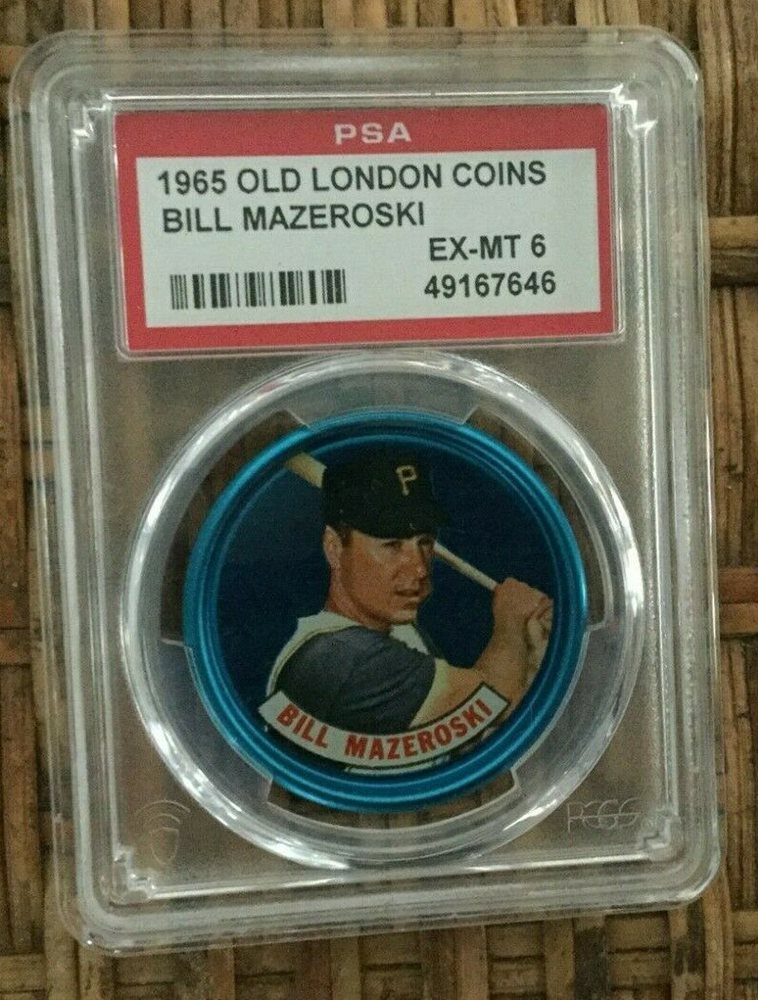 PSA
1965 OLD LONDON COINS
BILL MAZEROSKI
EX-MT 6
49167646
P
BILL MAZEROSKI